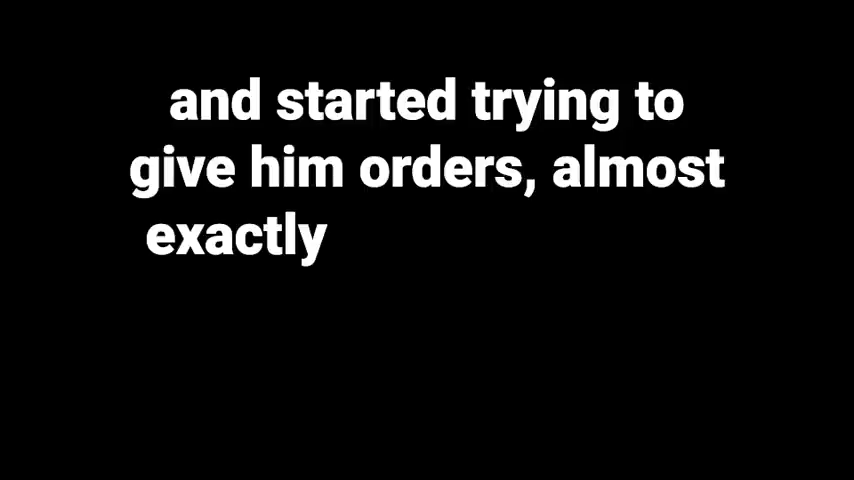 and started trying to
give him orders, almost
exactly